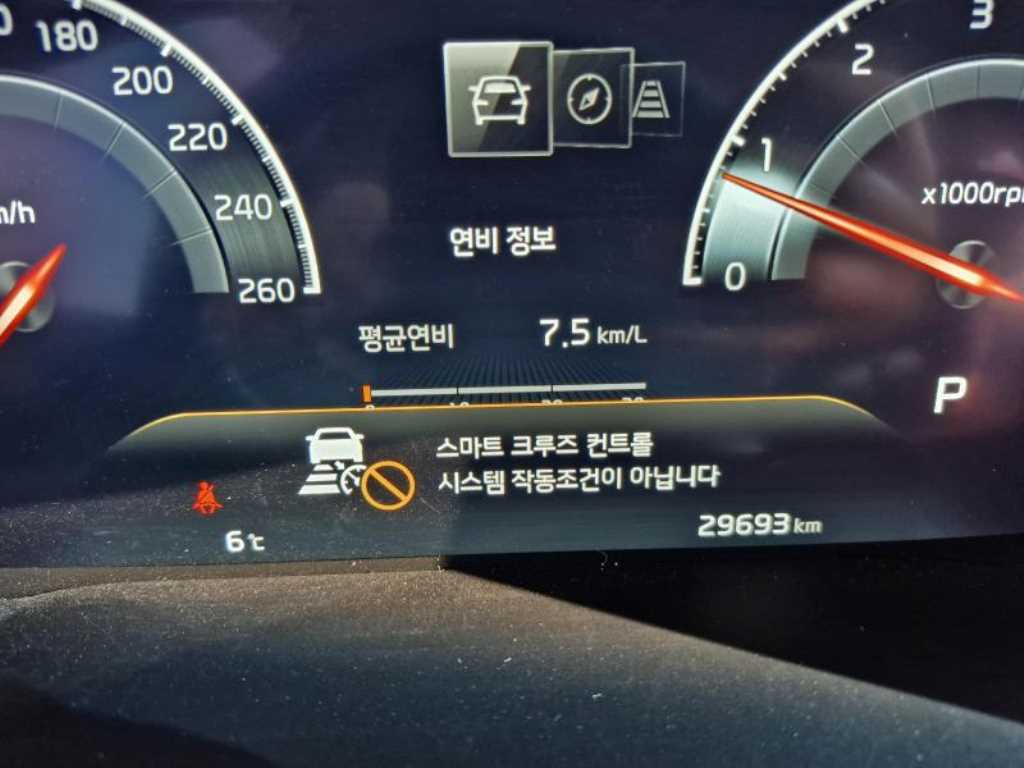 180
200
220
240
260
3
2
1
0
연비 정보
평균연비 7.5 km/L
P
스마트 크루즈 컨트롤
시스템 작동조건이 아닙니다
29693 km
6℃